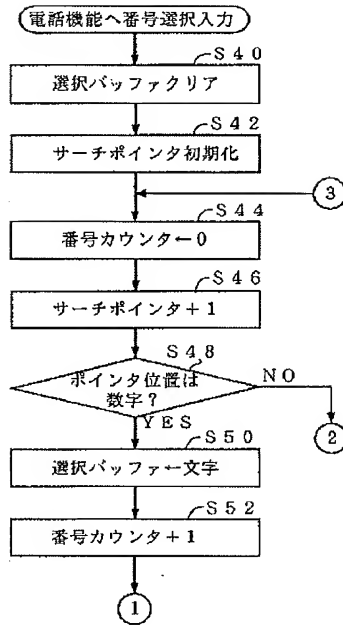 電話機能へ番号選択入力
S40
選択バッファクリア
S42
サーチポインタ初期化
3
S44
番号カウンタ←0
S46
サーチポインタ+1
S48
ポインタ位置は
数字?
NO
2
YES
S50
選択バッファ←文字
S52
番号カウンタ+1
1